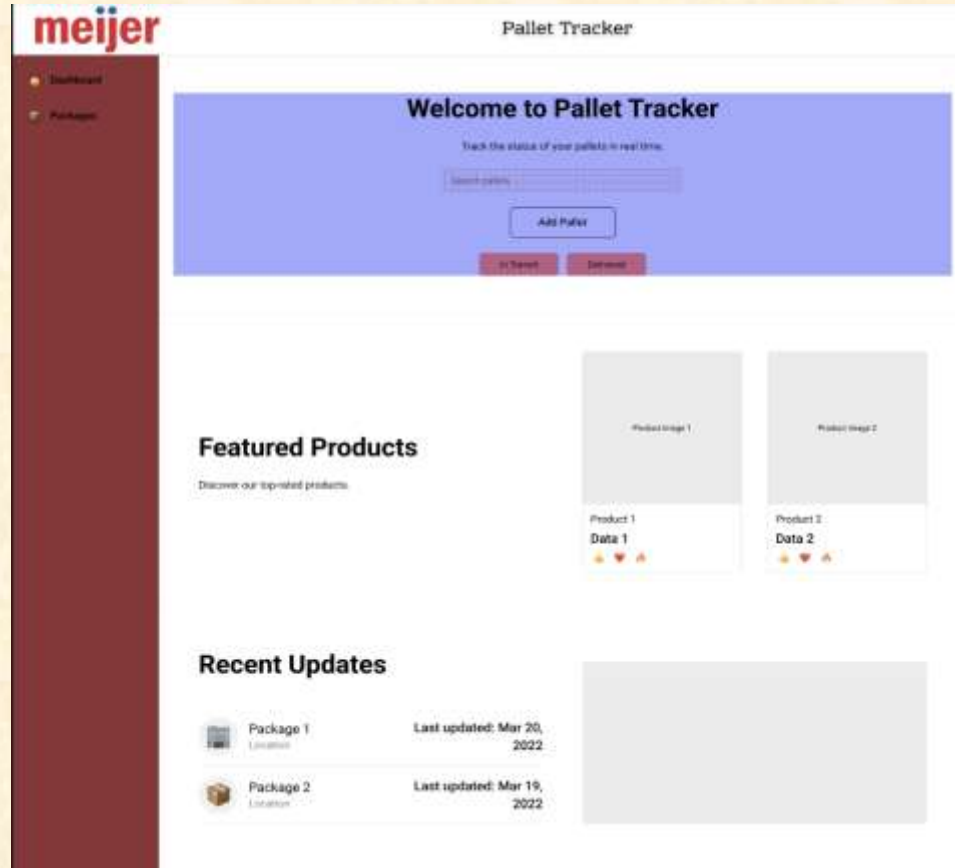 meijer
Pallet Tracker
Dashboard
Packages
Welcome to Pallet Tracker
Track the status of your pallets in real time.
Search pallets
Add Pallet
In Transit
Delivered
Featured Products
Discover our top-rated products
Product Image 1
Product Image 2
Product 1
Data 1
Product 2
Data 2
Recent Updates
Package 1
Location
Last updated: Mar 20,
2022
Package 2
Location
Last updated: Mar 19,
2022